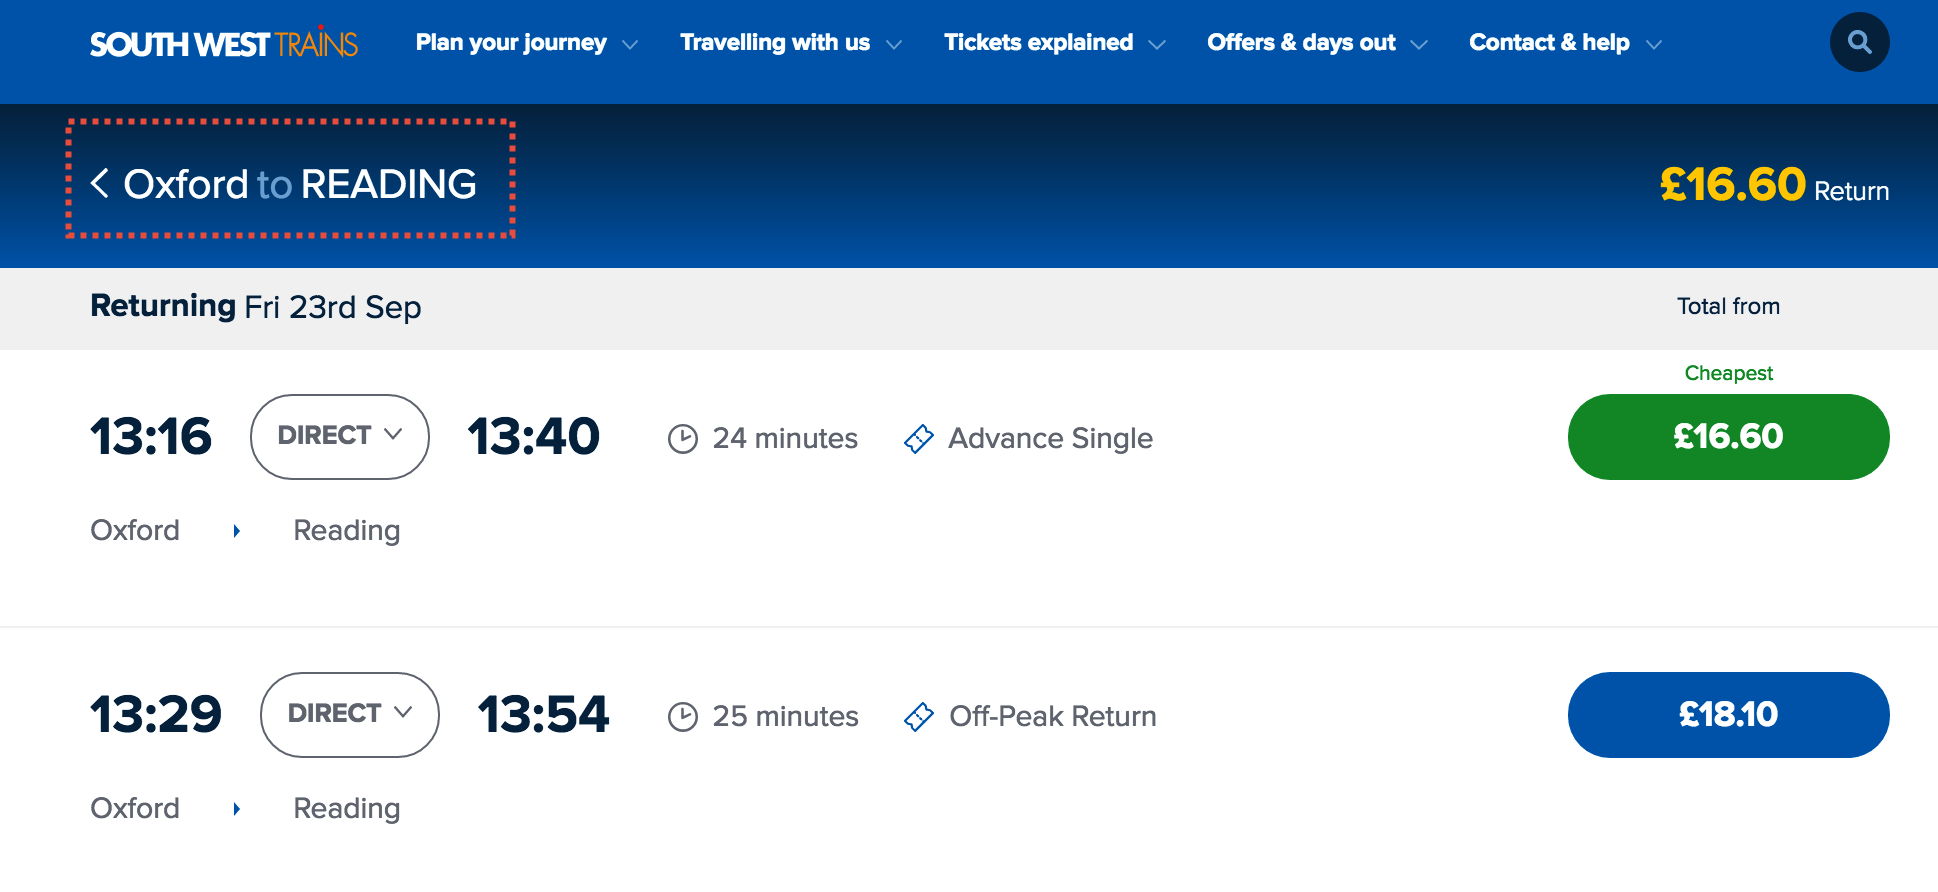 SOUTH WEST TRAINS Plan your journey Travelling with us Tickets explained Offers & days out Contact & help
Oxford to READING £16.60 Return
Returning Fri 23rd Sep Total from
Cheapest
13:16 DIRECT 13:40 24 minutes Advance Single £16.60
Oxford Reading
13:29 DIRECT 13:54 25 minutes Off-Peak Return £18.10
Oxford Reading